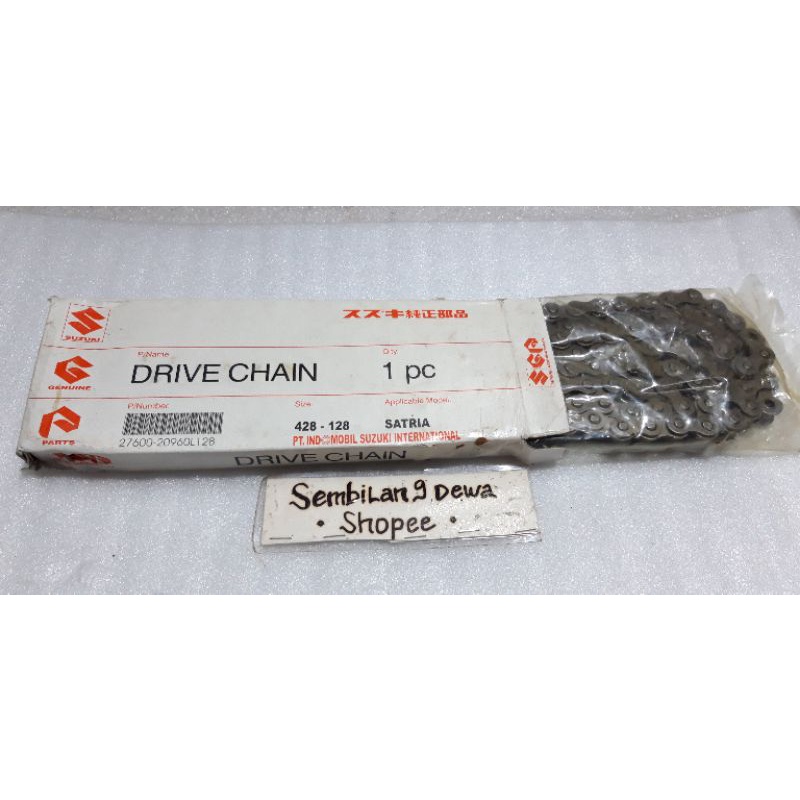 スズキ純正部品
SUZUKI
P/Name
Qty
GENUINE
DRIVE CHAIN
1 pc
SGP
P/Number
Size
Applicable Model
PARTS
27600-20960L128
428 - 128
SATRIA
PT. INDOMOBIL SUZUKI INTERNATIONAL
DRIVE CHAIN
Sembilan 9 Dewa
• Shopee •